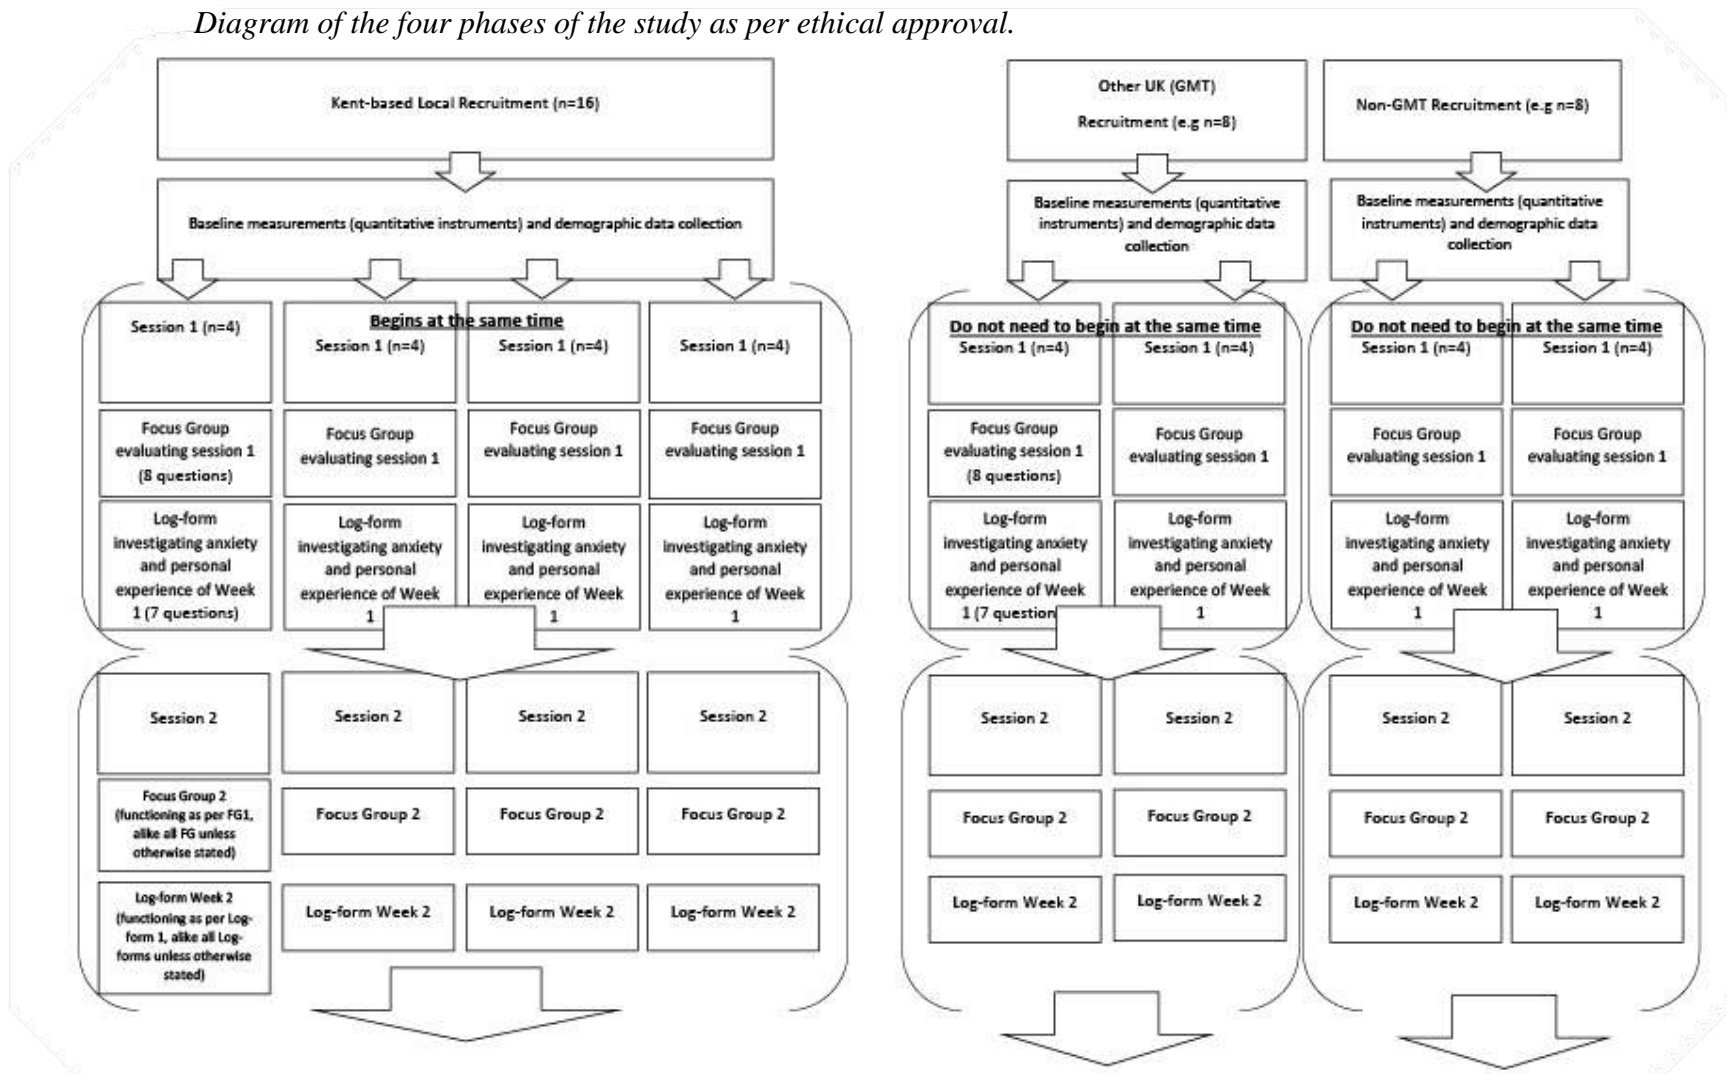 Diagram of the four phases of the study as per ethical approval.
Kent-based Local Recruitment (n=16)
Other UK (GMT)
Recruitment (e.g n=8)
Non-GMT Recruitment (e.g n=8)
Baseline measurements (quantitative instruments) and demographic data collection
Baseline measurements (quantitative
instruments) and demographic data
collection
Baseline measurements (quantitative
instruments) and demographic data
collection
Begins at the same time
Session 1 (n=4)
Session 1 (n=4)
Session 1 (n=4)
Session 1 (n=4)
Do not need to begin at the same time
Session 1 (n=4)
Session 1 (n=4)
Do not need to begin at the same time
Session 1 (n=4)
Session 1 (n=4)
Focus Group
evaluating session 1
(8 questions)
Focus Group
evaluating session 1
Focus Group
evaluating session 1
Focus Group
evaluating session 1
Focus Group
evaluating session 1
(8 questions)
Focus Group
evaluating session 1
Focus Group
evaluating session 1
Focus Group
evaluating session 1
Log-form
investigating anxiety
and personal
experience of Week
1 (7 questions)
Log-form
investigating anxiety
and personal
experience of Week
1
Log-form
investigating anxiety
and personal
experience of Week
1
Log-form
investigating anxiety
and personal
experience of Week
1
Log-form
investigating anxiety
and personal
experience of Week
1 (7 question
Log-form
investigating anxiety
and personal
experience of Week
1
Log-form
investigating anxiety
and personal
experience of Week
1
Log-form
investigating anxiety
and personal
experience of Week
1
Session 2
Session 2
Session 2
Session 2
Session 2
Session 2
Session 2
Session 2
Focus Group 2
(functioning as per FG1,
alike all FG unless
otherwise stated)
Focus Group 2
Focus Group 2
Focus Group 2
Focus Group 2
Focus Group 2
Focus Group 2
Focus Group 2
Log-form Week 2
(functioning as per Log-
form 1, alike all Log-
forms unless otherwise
stated)
Log-form Week 2
Log-form Week 2
Log-form Week 2
Log-form Week 2
Log-form Week 2
Log-form Week 2
Log-form Week 2